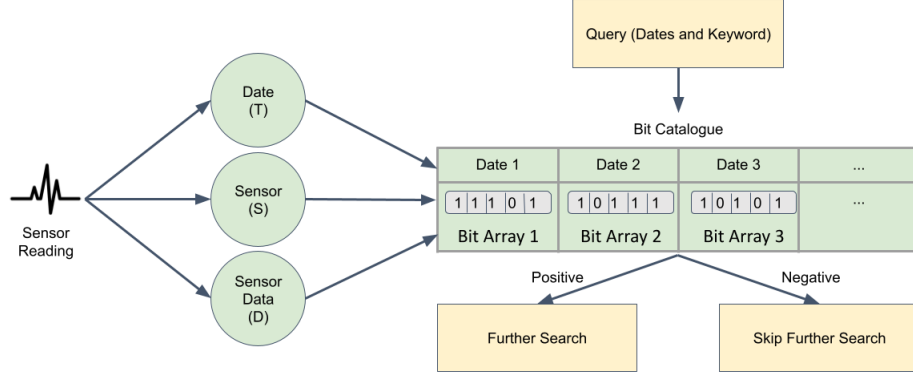 Query (Dates and Keyword)
Date
(T)
Sensor
(S)
Sensor
Data
(D)
Sensor
Reading
Bit Catalogue
Date 1 Date 2 Date 3 ...
1 1 1 0 1 1 0 1 1 1 1 0 1 0 1 ...
Bit Array 1 Bit Array 2 Bit Array 3
Positive Negative
Further Search Skip Further Search